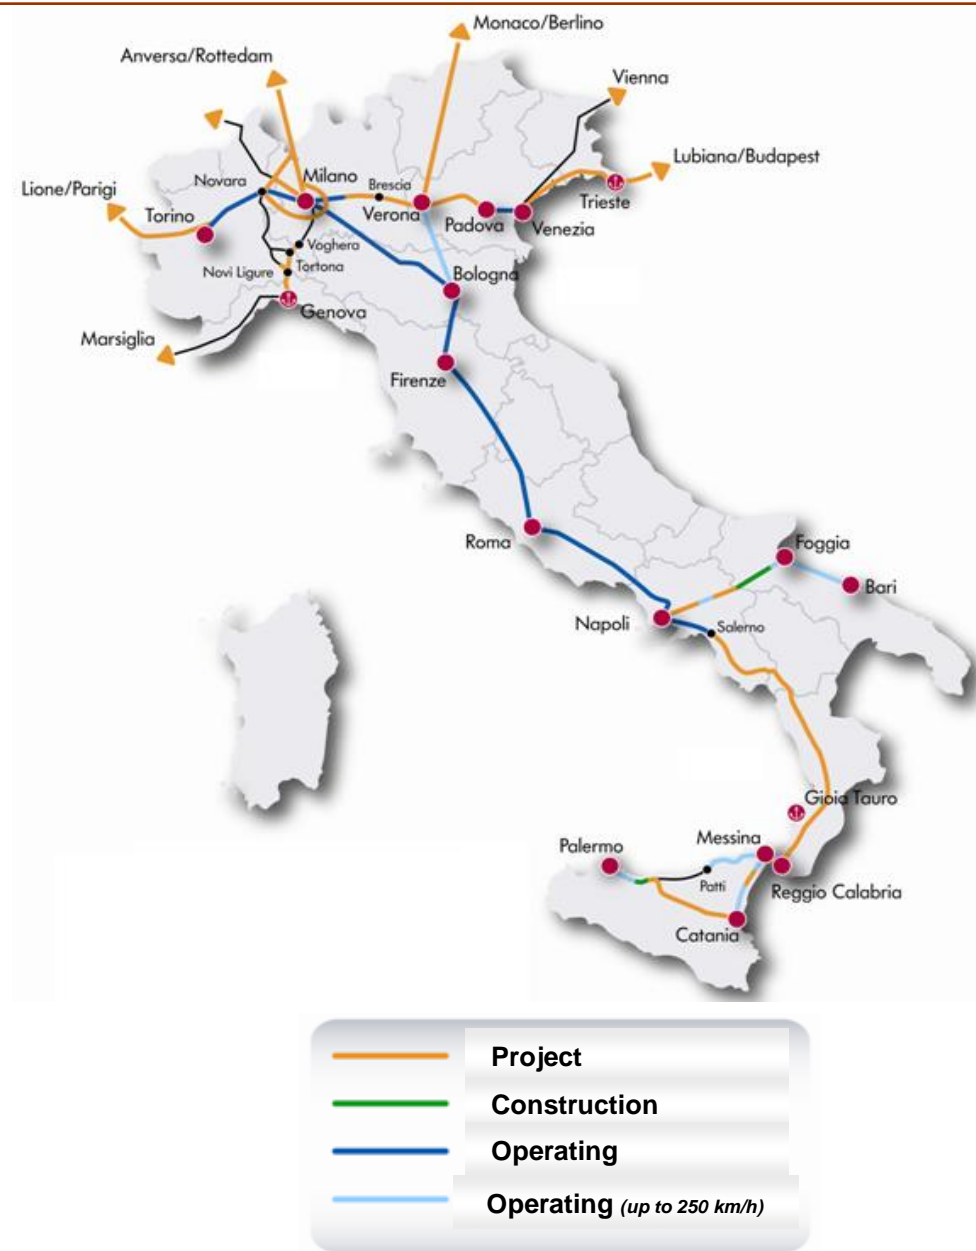 Monaco/Berlino
Anversa/Rottedam
Vienna
Lubiana/Budapest
Lione/Parigi
Novara
Milano
Brescia
Torino
Verona
Padova
Venezia
Trieste
Voghera
Tortona
Novi Ligure
Bologna
Genova
Marsiglia
Firenze
Roma
Foggia
Bari
Napoli
Salerno
Gioia Tauro
Messina
Palermo
Patti
Reggio Calabria
Catania
Project
Construction
Operating
Operating (up to 250 km/h)